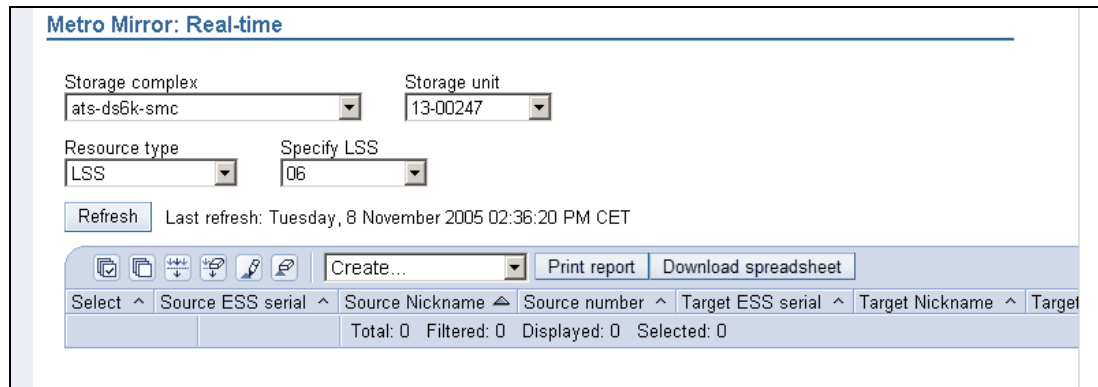 Metro Mirror: Real-time
Storage complex Storage unit
ats-ds6k-smc 13-00247
Resource type Specify LSS
LSS 06
Refresh Last refresh: Tuesday, 8 November 2005 02:36:20 PM CET
Create... Print report Download spreadsheet
Select ^ Source ESS serial ^ Source Nickname Source number ^ Target ESS serial ^ Target Nickname ^ Target
Total: 0 Filtered: 0 Displayed: 0 Selected: 0